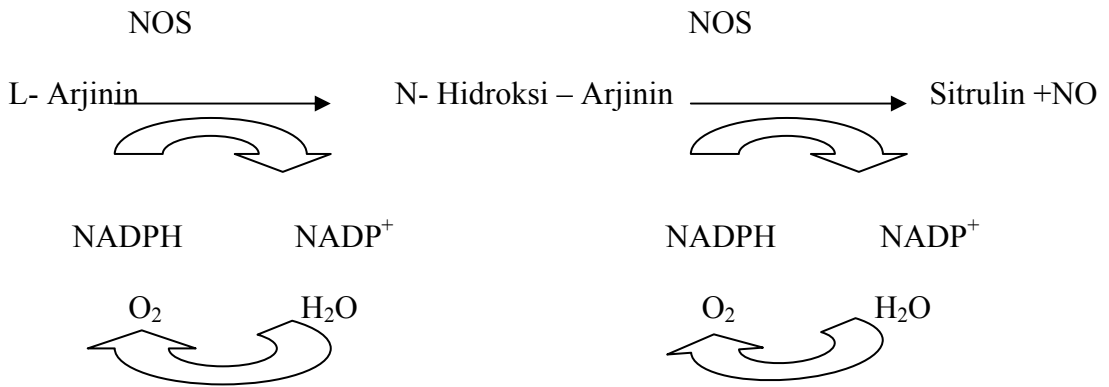 NOS NOS
L- Arjinin N- Hidroksi – Arjinin Sitrulin +NO
NADPH NADP⁺ NADPH NADP⁺
O₂ H₂O O₂ H₂O